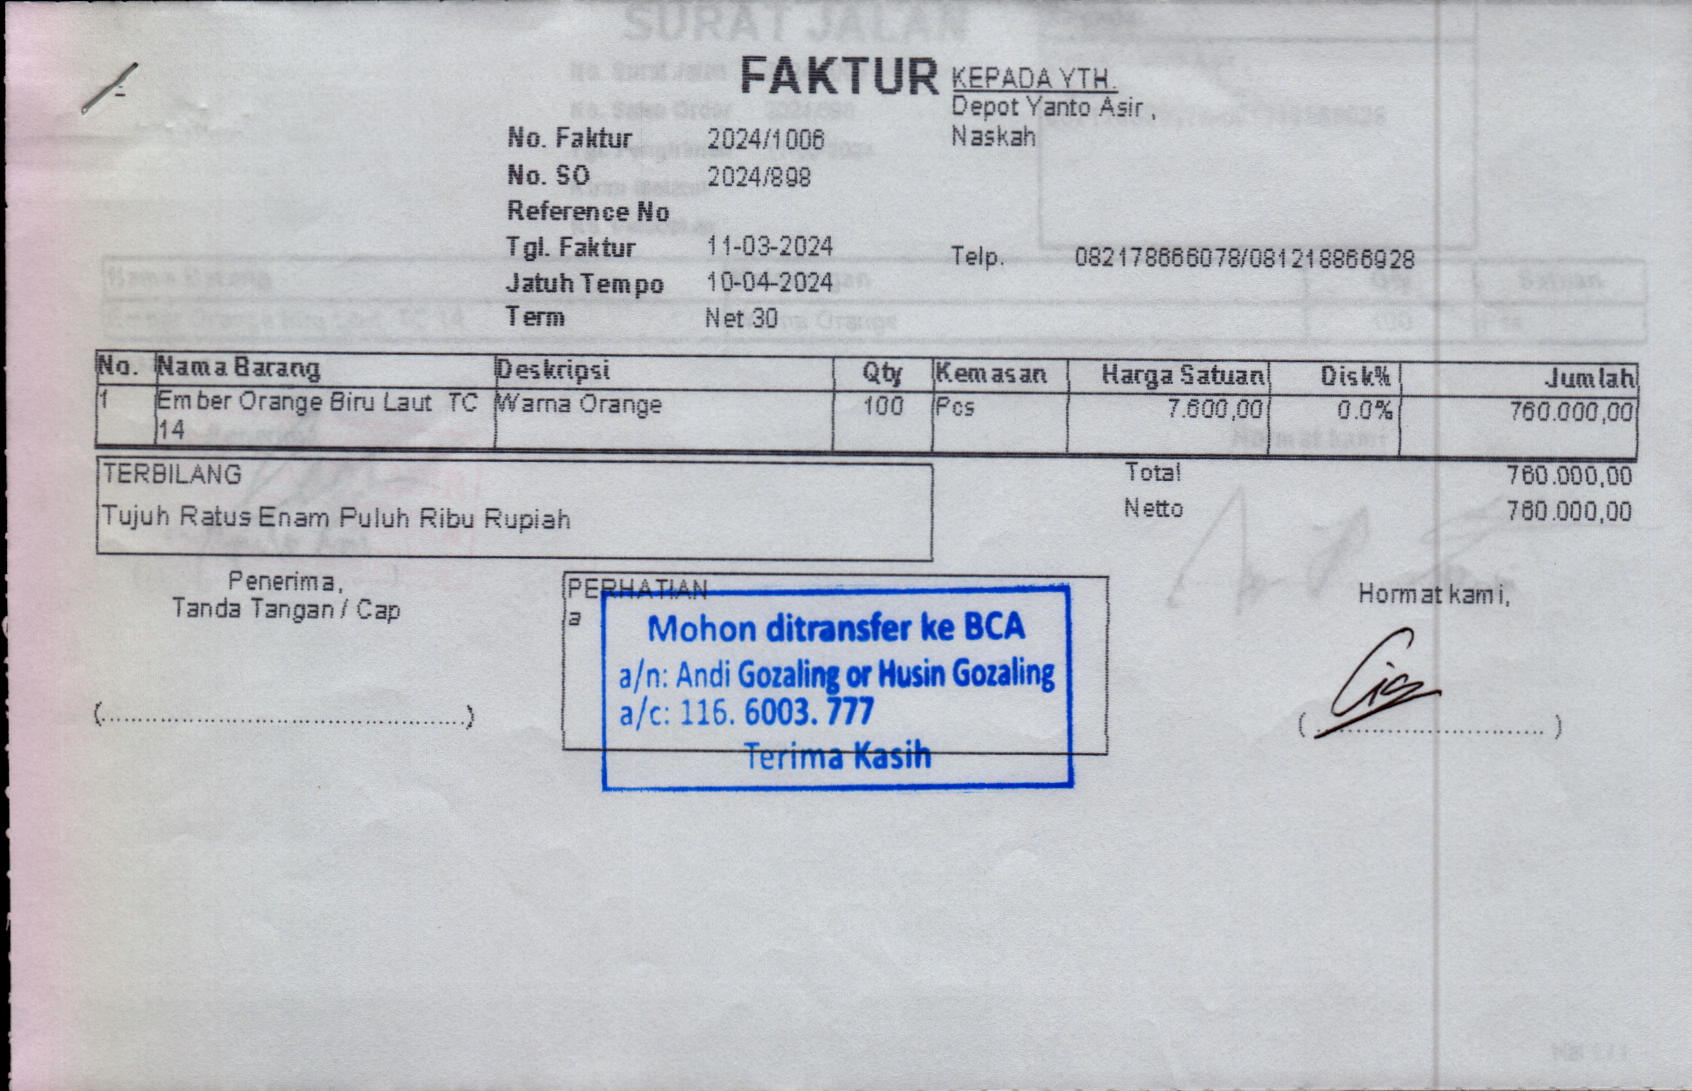 FAKTUR
KEPADA YTH.
Depot Yanto Asir ,
Naskah
No. Faktur 2024/1006
No. SO 2024/898
Reference No
Tgl. Faktur 11-03-2024
Telp. 082178666078/081218866928
Jatuh Tempo 10-04-2024
Term Net 30
No. Nama Barang Deskripsi Qty Kemasan Harga Satuan Disk% Jumlah
1 Ember Orange Biru Laut TC Warna Orange 100 Pcs 7.600,00 0.0% 760.000,00
14
TERBILANG Total 760.000,00
Tujuh Ratus Enam Puluh Ribu Rupiah Netto 760.000,00
Penerima,
Tanda Tangan / Cap
PERHATIAN
a
Mohon ditransfer ke BCA
a/n: Andi Gozaling or Husin Gozaling
a/c: 116. 6003. 777
Terima Kasih
Hormat kami,
(................................................)
(................................)
SURAT JALAN